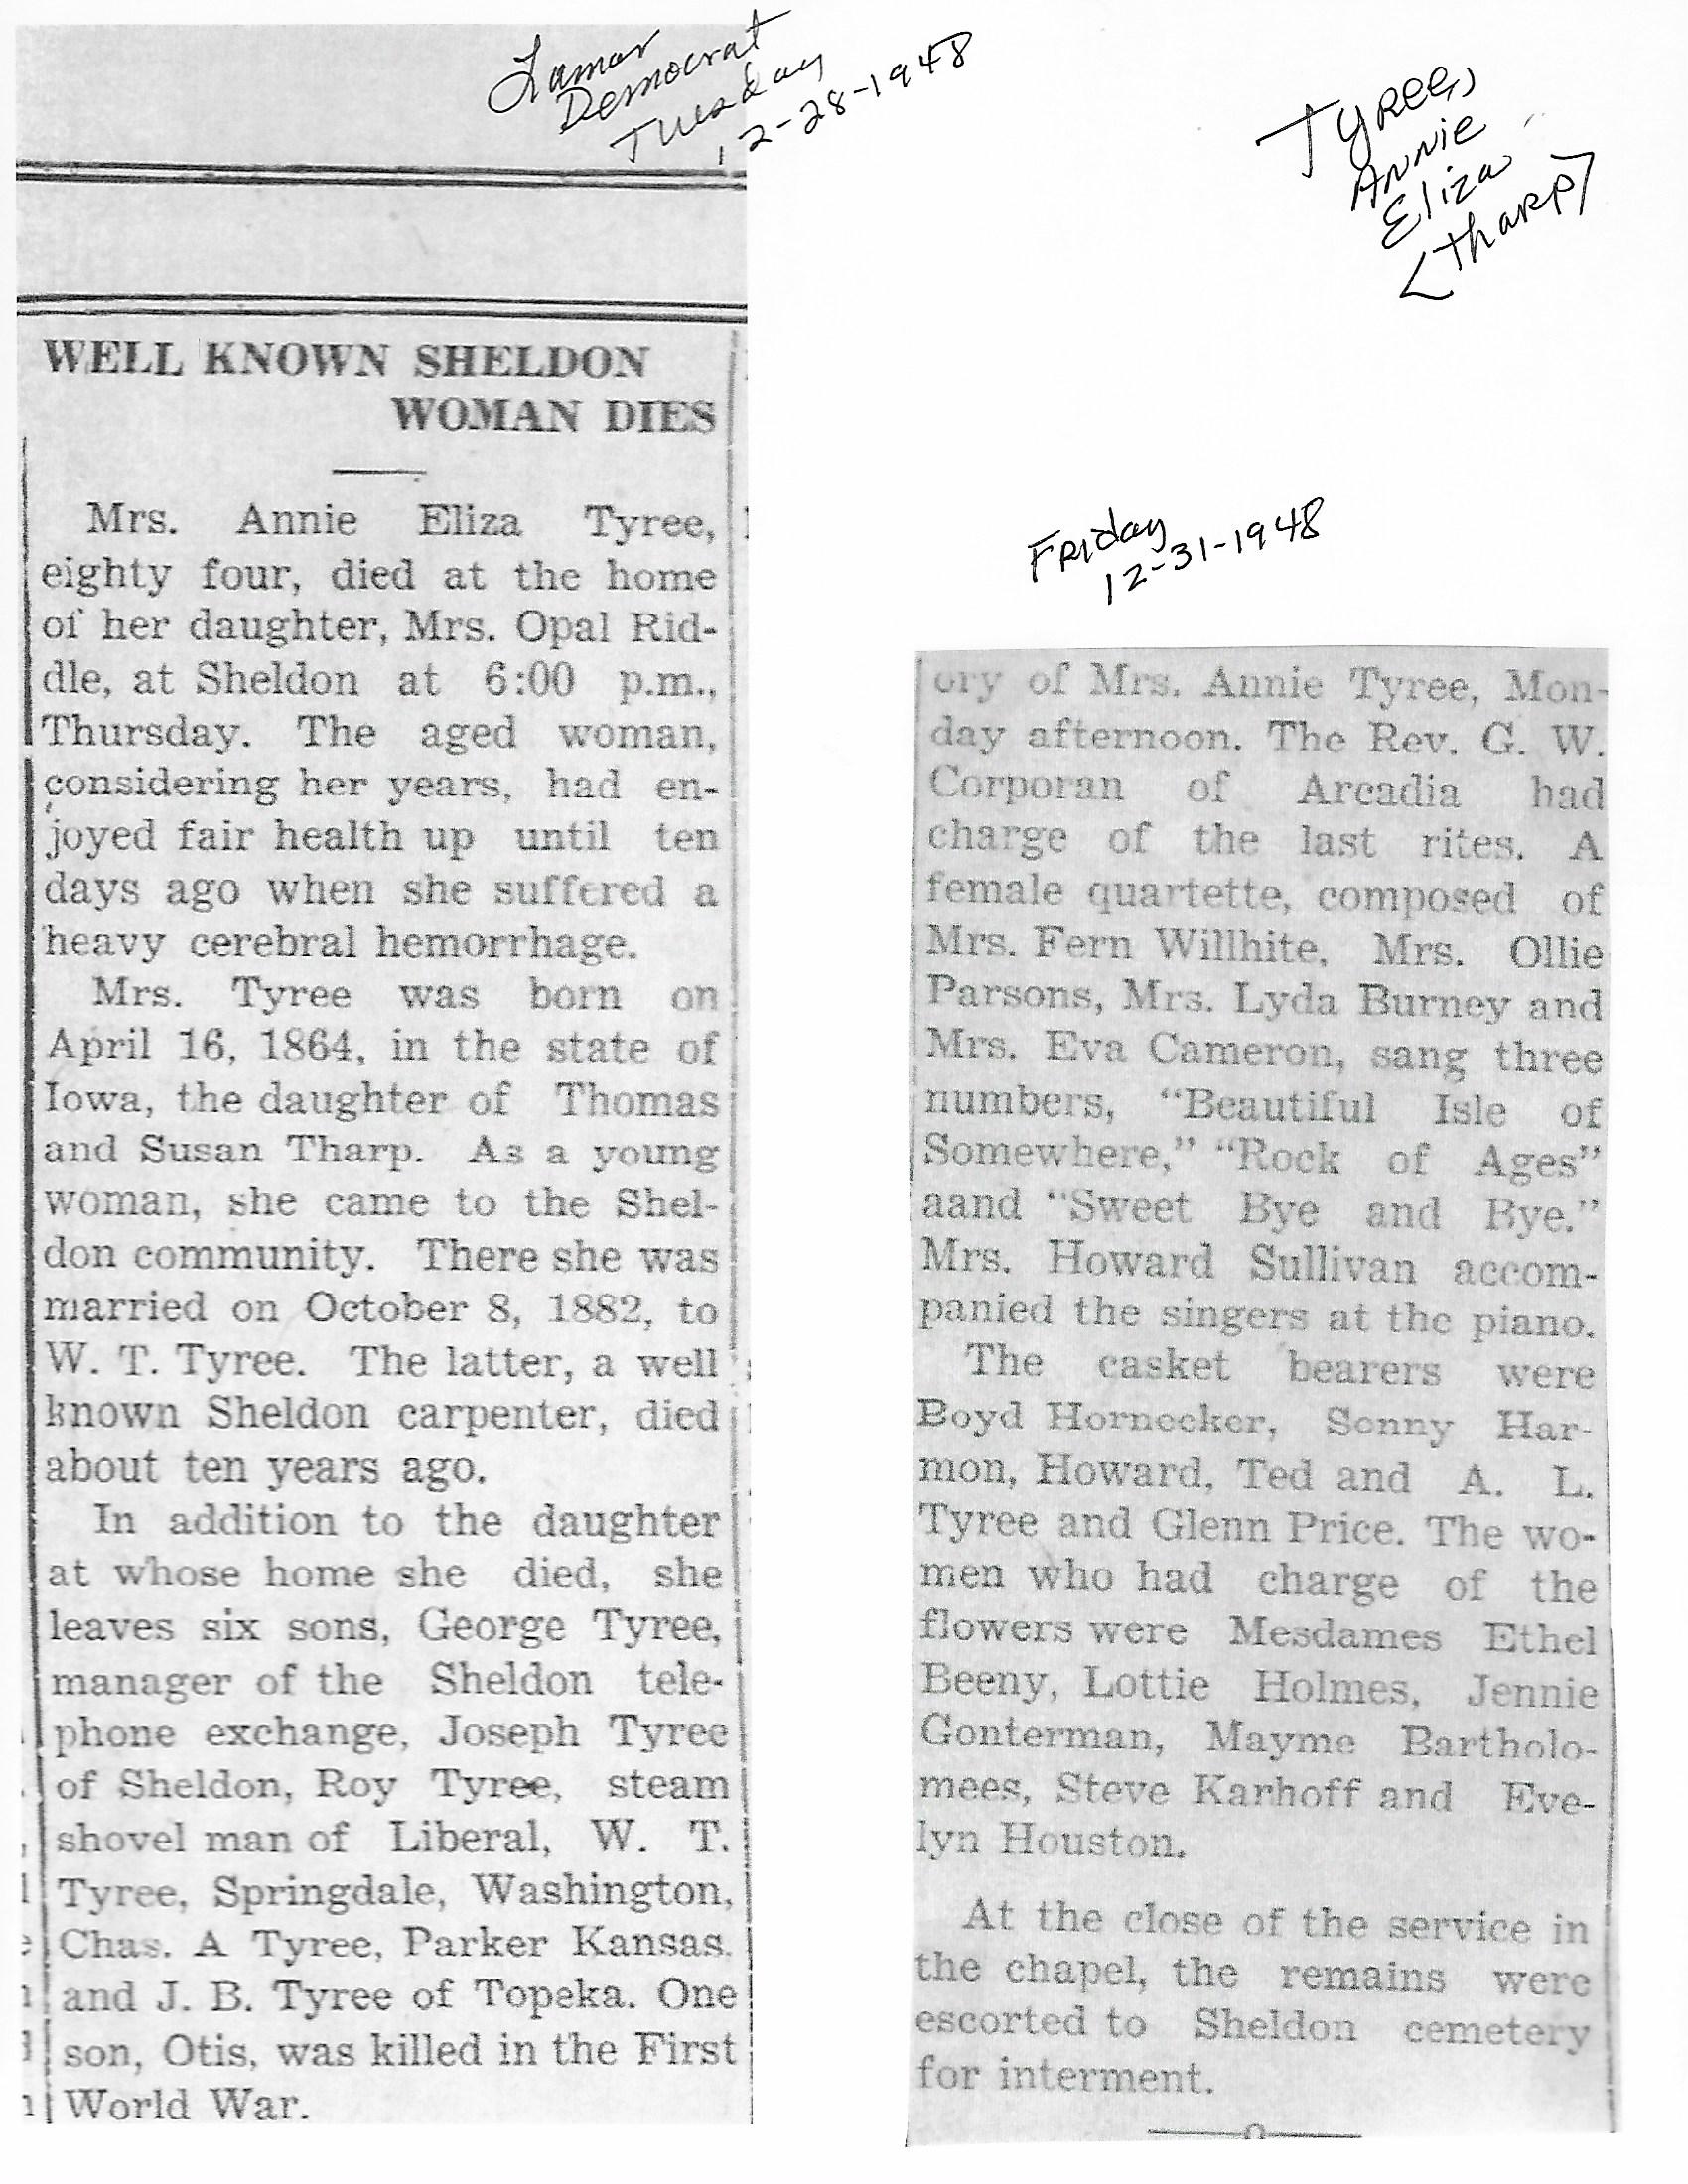 Lamar
Democrat
Tuesday
12-28-1948
Tyree,
Annie
Eliza
<Tharp>
WELL KNOWN SHELDON
WOMAN DIES
Mrs. Annie Eliza Tyree,
eighty four, died at the home
of her daughter, Mrs. Opal Rid-
dle, at Sheldon at 6:00 p.m.,
Thursday. The aged woman,
considering her years, had en-
joyed fair health up until ten
days ago when she suffered a
heavy cerebral hemorrhage.
Mrs. Tyree was born on
April 16, 1864, in the state of
Iowa, the daughter of Thomas
and Susan Tharp. As a young
woman, she came to the Shel-
don community. There she was
married on October 8, 1882, to
W. T. Tyree. The latter, a well
known Sheldon carpenter, died
about ten years ago.
In addition to the daughter
at whose home she died, she
leaves six sons, George Tyree,
manager of the Sheldon tele-
phone exchange, Joseph Tyree
of Sheldon, Roy Tyree, steam
shovel man of Liberal, W. T.
Tyree, Springdale, Washington,
Chas. A Tyree, Parker Kansas.
and J. B. Tyree of Topeka. One
son, Otis, was killed in the First
World War.
Friday
12-31-1948
ory of Mrs. Annie Tyree, Mon-
day afternoon. The Rev. G. W.
Corporan of Arcadia had
charge of the last rites. A
female quartette, composed of
Mrs. Fern Willhite, Mrs. Ollie
Parsons, Mrs. Lyda Burney and
Mrs. Eva Cameron, sang three
numbers, "Beautiful Isle of
Somewhere," "Rock of Ages"
aand "Sweet Bye and Bye."
Mrs. Howard Sullivan accom-
panied the singers at the piano.
The casket bearers were
Boyd Hornecker, Sonny Har-
mon, Howard, Ted and A. L.
Tyree and Glenn Price. The wo-
men who had charge of the
flowers were Mesdames Ethel
Beeny, Lottie Holmes, Jennie
Gonterman, Mayme Bartholo-
mees, Steve Karhoff and Eve-
lyn Houston.
At the close of the service in
the chapel, the remains were
escorted to Sheldon cemetery
for interment.